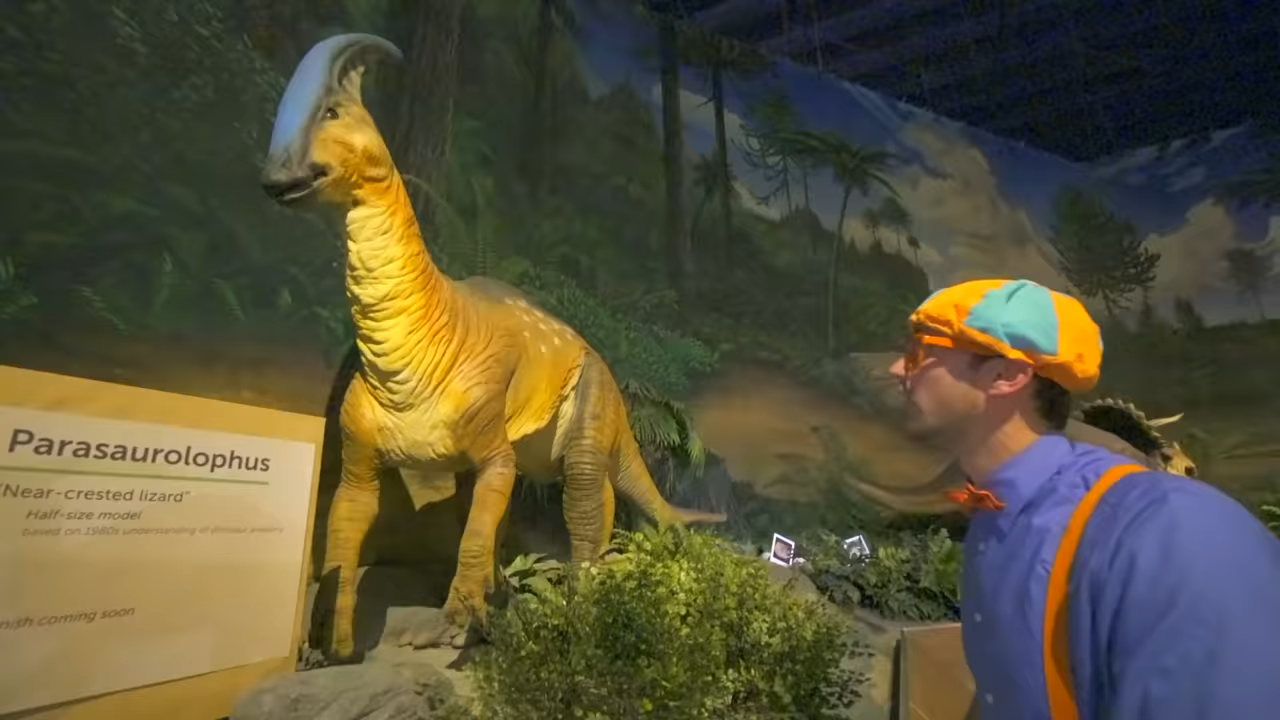 Parasaurolophus
"Near-crested lizard"
Half-size model
based on 1980s understanding of dinosaur anatomy
nish coming soon